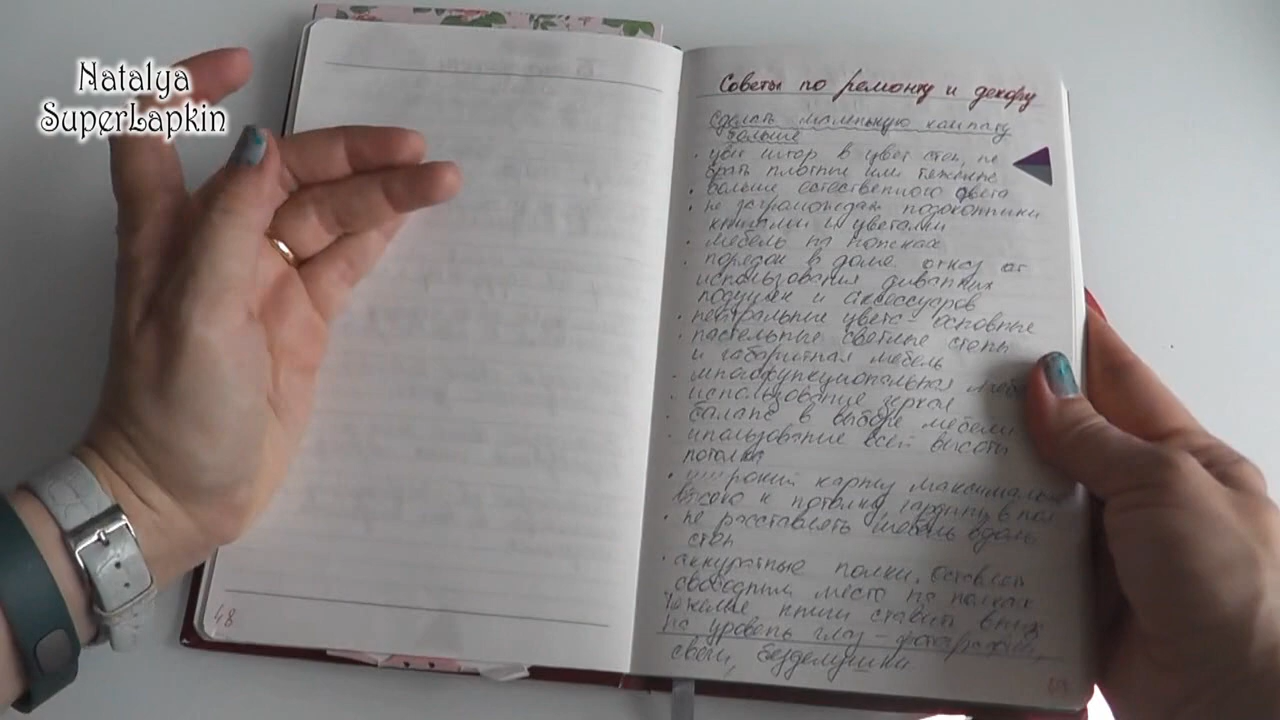 Natalya
SuperLapkin
Советы по ремонту и декору
Сделать маленькую комнату
больше
• цвет штор в цвет стен, не
брать плотные или тяжелые
• больше естественного света
• не загромождать подоконники
книгами и цветами
• мебель на ножках
• порядок в доме. отказ от
использования диванных
подушек и аксессуаров
• нейтральные цвета - основные
• пастельные светлые стены
и габаритная мебель
• многофункциональная
• использование зеркал
• баланс в выборе мебели
• использование всей высоты
потолка
• широкий карниз максимально
высоко к потолку, гардины в пол
• не расставлять мебель вдоль
стен
• аккуратные полки. Оставлять
свободным место на полках
Тяжелые книги ставить вниз
На уровень глаз - фотографии,
свечи, безделушки
48